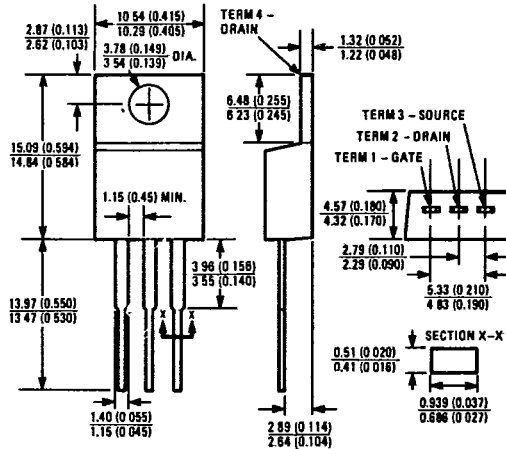 10.54 (0.415)
10.29 (0.405)
TERM 4 -
DRAIN
2.87 (0.113)
2.62 (0.103)
3.78 (0.149) DIA.
3 54 (0.139)
1.32 (0 052)
1.22 (0 048)
6.48 (0 255)
6 23 (0 245)
TERM 3 - SOURCE
TERM 2 - DRAIN
TERM 1 - GATE
15.09 (0.594)
14.84 (0 584)
1.15 (0.45) MIN.
4.57 (0.180)
4.32 (0.170)
2.79 (0.110)
2.29 (0.090)
3 96 (0 156)
3 55 (0.140)
5.33 (0 210)
4 83 (0.190)
13.97 (0.550)
13 47 (0 530)
X X
SECTION X-X
0.51 (0 020)
0.41 (0 016)
0.939 (0.037)
0.686 (0 027)
1.40 (0 055)
1.15 (0 045)
2 89 (0 114)
2.64 (0.104)